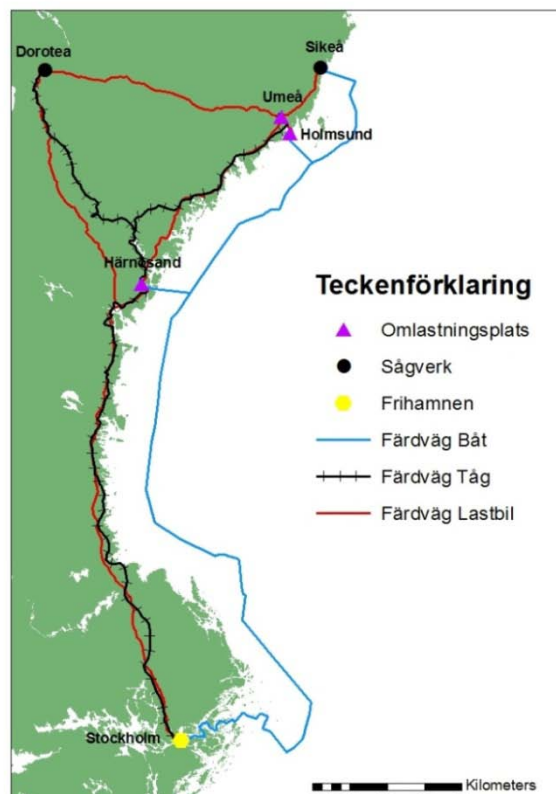 Dorotea
Sikeå
Umeå
Holmsund
Härnösand
Teckenförklaring
Omlastningsplats
Sågverk
Frihamnen
Färdväg Båt
Färdväg Tåg
Färdväg Lastbil
Stockholm
Kilometers